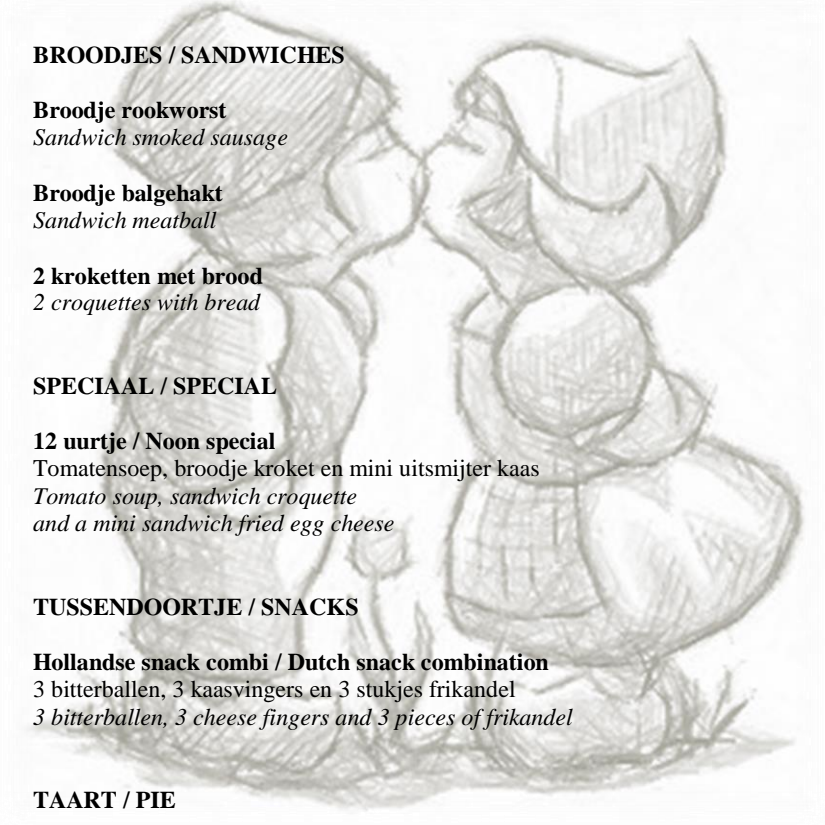 BROODJES / SANDWICHES
Broodje rookworst
Sandwich smoked sausage
Broodje balgehakt
Sandwich meatball
2 kroketten met brood
2 croquettes with bread
SPECIAAL / SPECIAL
12 uurtje / Noon special
Tomatensoep, broodje kroket en mini uitsmijter kaas
Tomato soup, sandwich croquette
and a mini sandwich fried egg cheese
TUSSENDOORTJE / SNACKS
Hollandse snack combi / Dutch snack combination
3 bitterballen, 3 kaasvingers en 3 stukjes frikandel
3 bitterballen, 3 cheese fingers and 3 pieces of frikandel
TAART / PIE